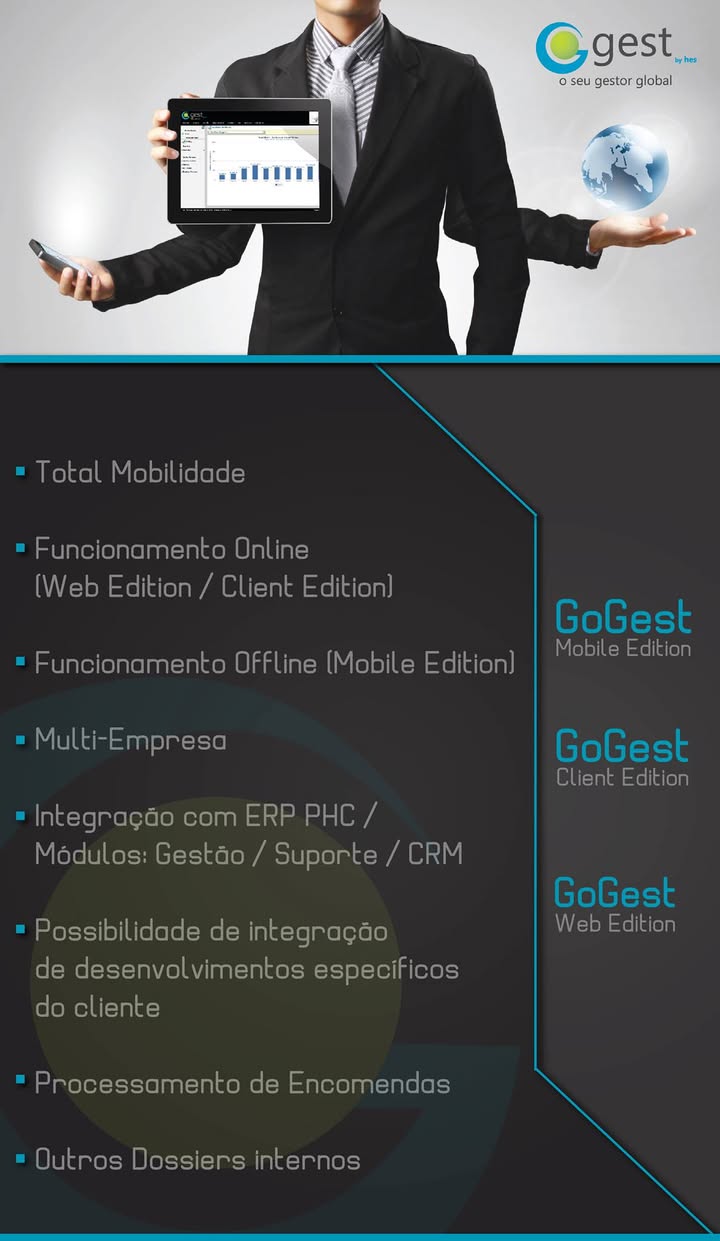 gest
by hes
o seu gestor global
gest
Total Mobilidade
Funcionamento Online
(Web Edition / Client Edition)
Funcionamento Offline (Mobile Edition)
Multi-Empresa
Integração com ERP PHC /
Módulos: Gestão / Suporte / CRM
Possibilidade de integração
de desenvolvimentos específicos
do cliente
Processamento de Encomendas
Outros Dossiers internos
GoGest
Mobile Edition
GoGest
Client Edition
GoGest
Web Edition